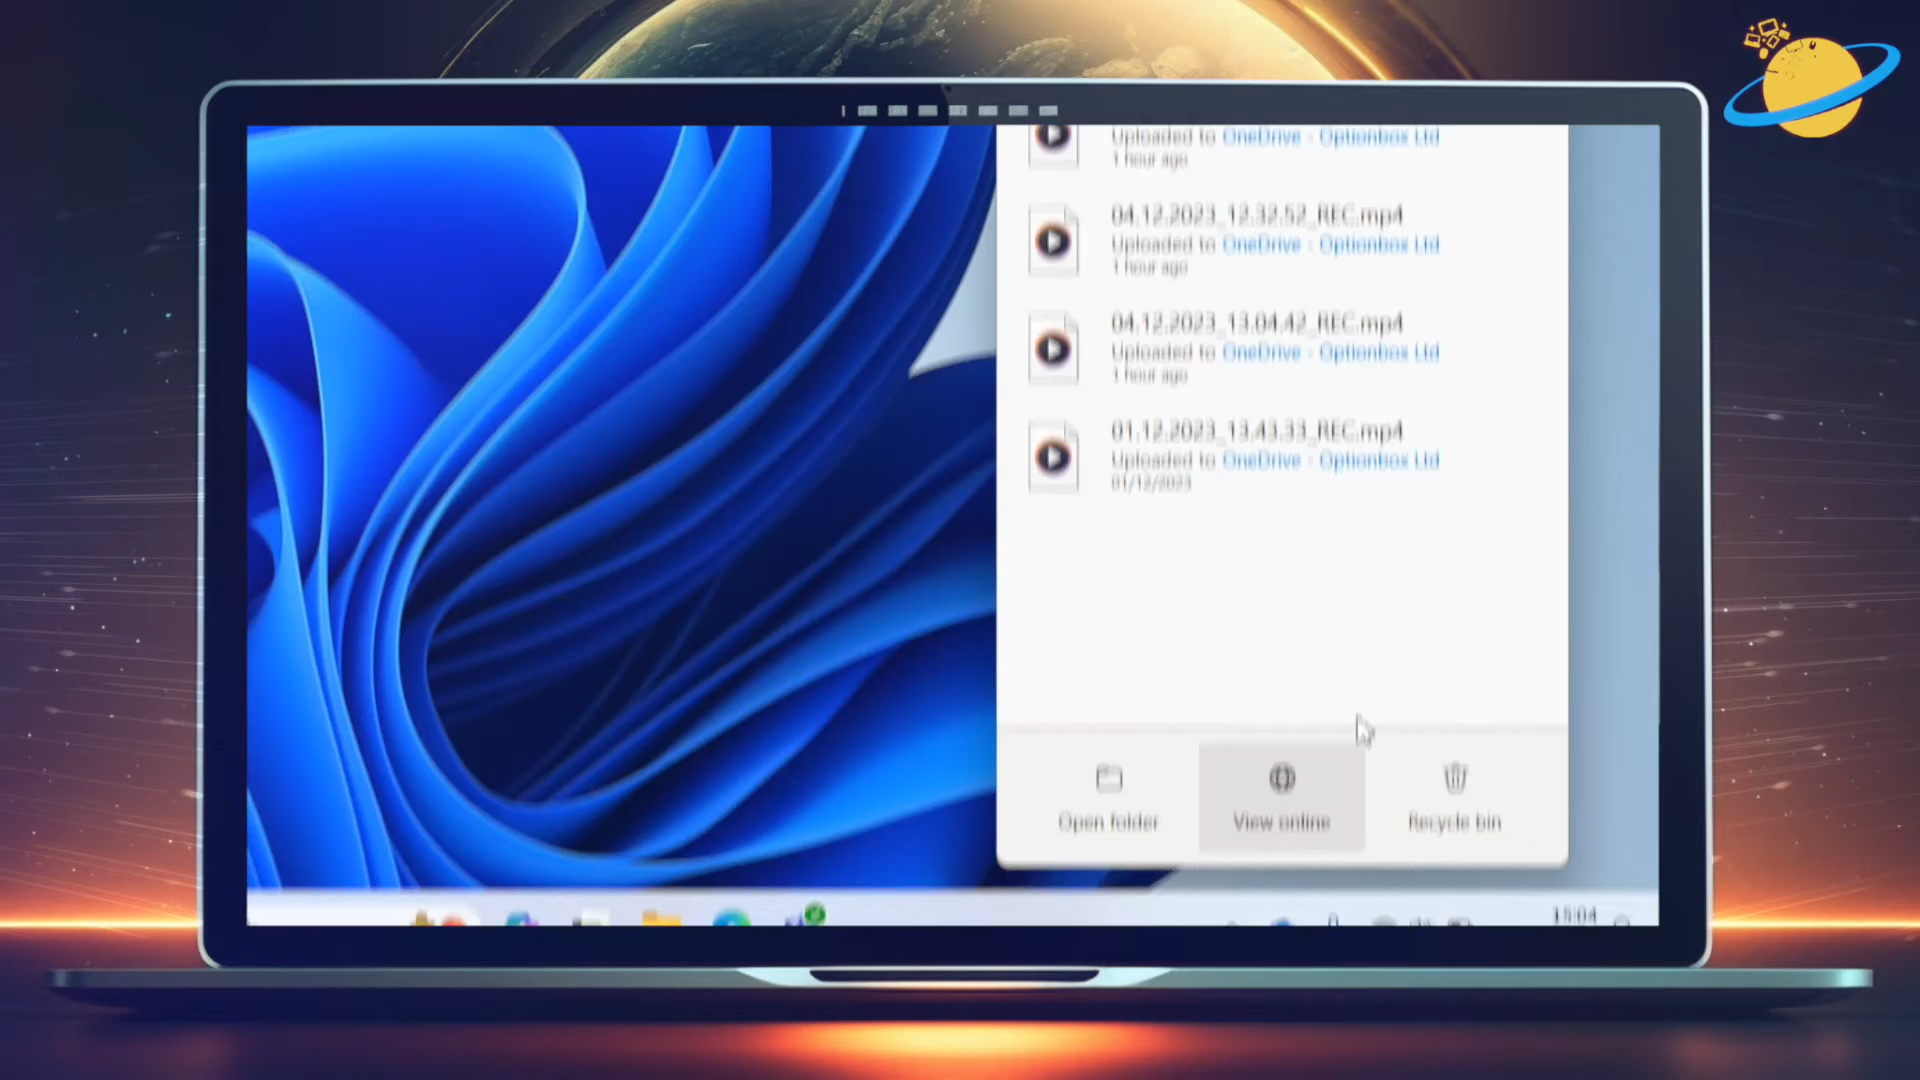 Uploaded to OneDrive - Optionbox Ltd
1 hour ago
04.12.2023_12.32.52_REC.mp4
Uploaded to OneDrive - Optionbox Ltd
1 hour ago
04.12.2023_13.04.42_REC.mp4
Uploaded to OneDrive - Optionbox Ltd
1 hour ago
01.12.2023_13.43.33_REC.mp4
Uploaded to OneDrive - Optionbox Ltd
01/12/2023
Open folder
View online
Recycle bin
15:04